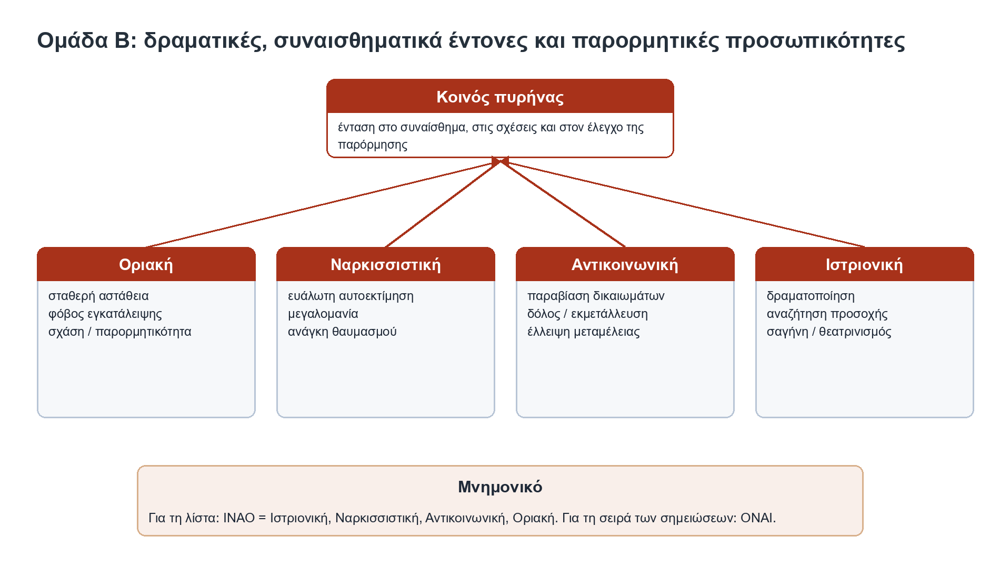 Ομάδα Β: δραματικές, συναισθηματικά έντονες και παρορμητικές προσωπικότητες
Κοινός πυρήνας
ένταση στο συναίσθημα, στις σχέσεις και στον έλεγχο της
παρόρμησης
Οριακή
σταθερή αστάθεια
φόβος εγκατάλειψης
σχάση / παρορμητικότητα
Ναρκισσιστική
ευάλωτη αυτοεκτίμηση
μεγαλομανία
ανάγκη θαυμασμού
Αντικοινωνική
παραβίαση δικαιωμάτων
δόλος / εκμετάλλευση
έλλειψη μεταμέλειας
Ιστριονική
δραματοποίηση
αναζήτηση προσοχής
σαγήνη / θεατρινισμός
Μνημονικό
Για τη λίστα: ΙΝΑΟ = Ιστριονική, Ναρκισσιστική, Αντικοινωνική, Οριακή. Για τη σειρά των σημειώσεων: ΟΝΑΙ.